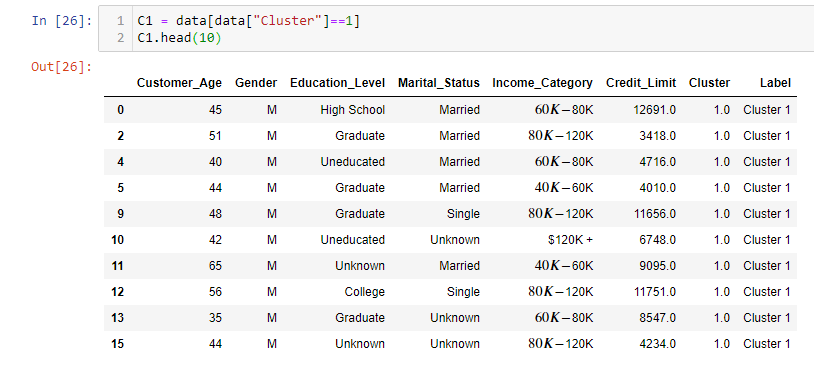 In [26]: 1 C1 = data[data["Cluster"]==1]
2 C1.head(10)
Out[26]:
Customer_Age Gender Education_Level Marital_Status Income_Category Credit_Limit Cluster Label
0 45 M High School Married 60K−80K 12691.0 1.0 Cluster 1
2 51 M Graduate Married 80K−120K 3418.0 1.0 Cluster 1
4 40 M Uneducated Married 60K−80K 4716.0 1.0 Cluster 1
5 44 M Graduate Married 40K−60K 4010.0 1.0 Cluster 1
9 48 M Graduate Single 80K−120K 11656.0 1.0 Cluster 1
10 42 M Uneducated Unknown $120K + 6748.0 1.0 Cluster 1
11 65 M Unknown Married 40K−60K 9095.0 1.0 Cluster 1
12 56 M College Single 80K−120K 11751.0 1.0 Cluster 1
13 35 M Graduate Unknown 60K−80K 8547.0 1.0 Cluster 1
15 44 M Unknown Unknown 80K−120K 4234.0 1.0 Cluster 1